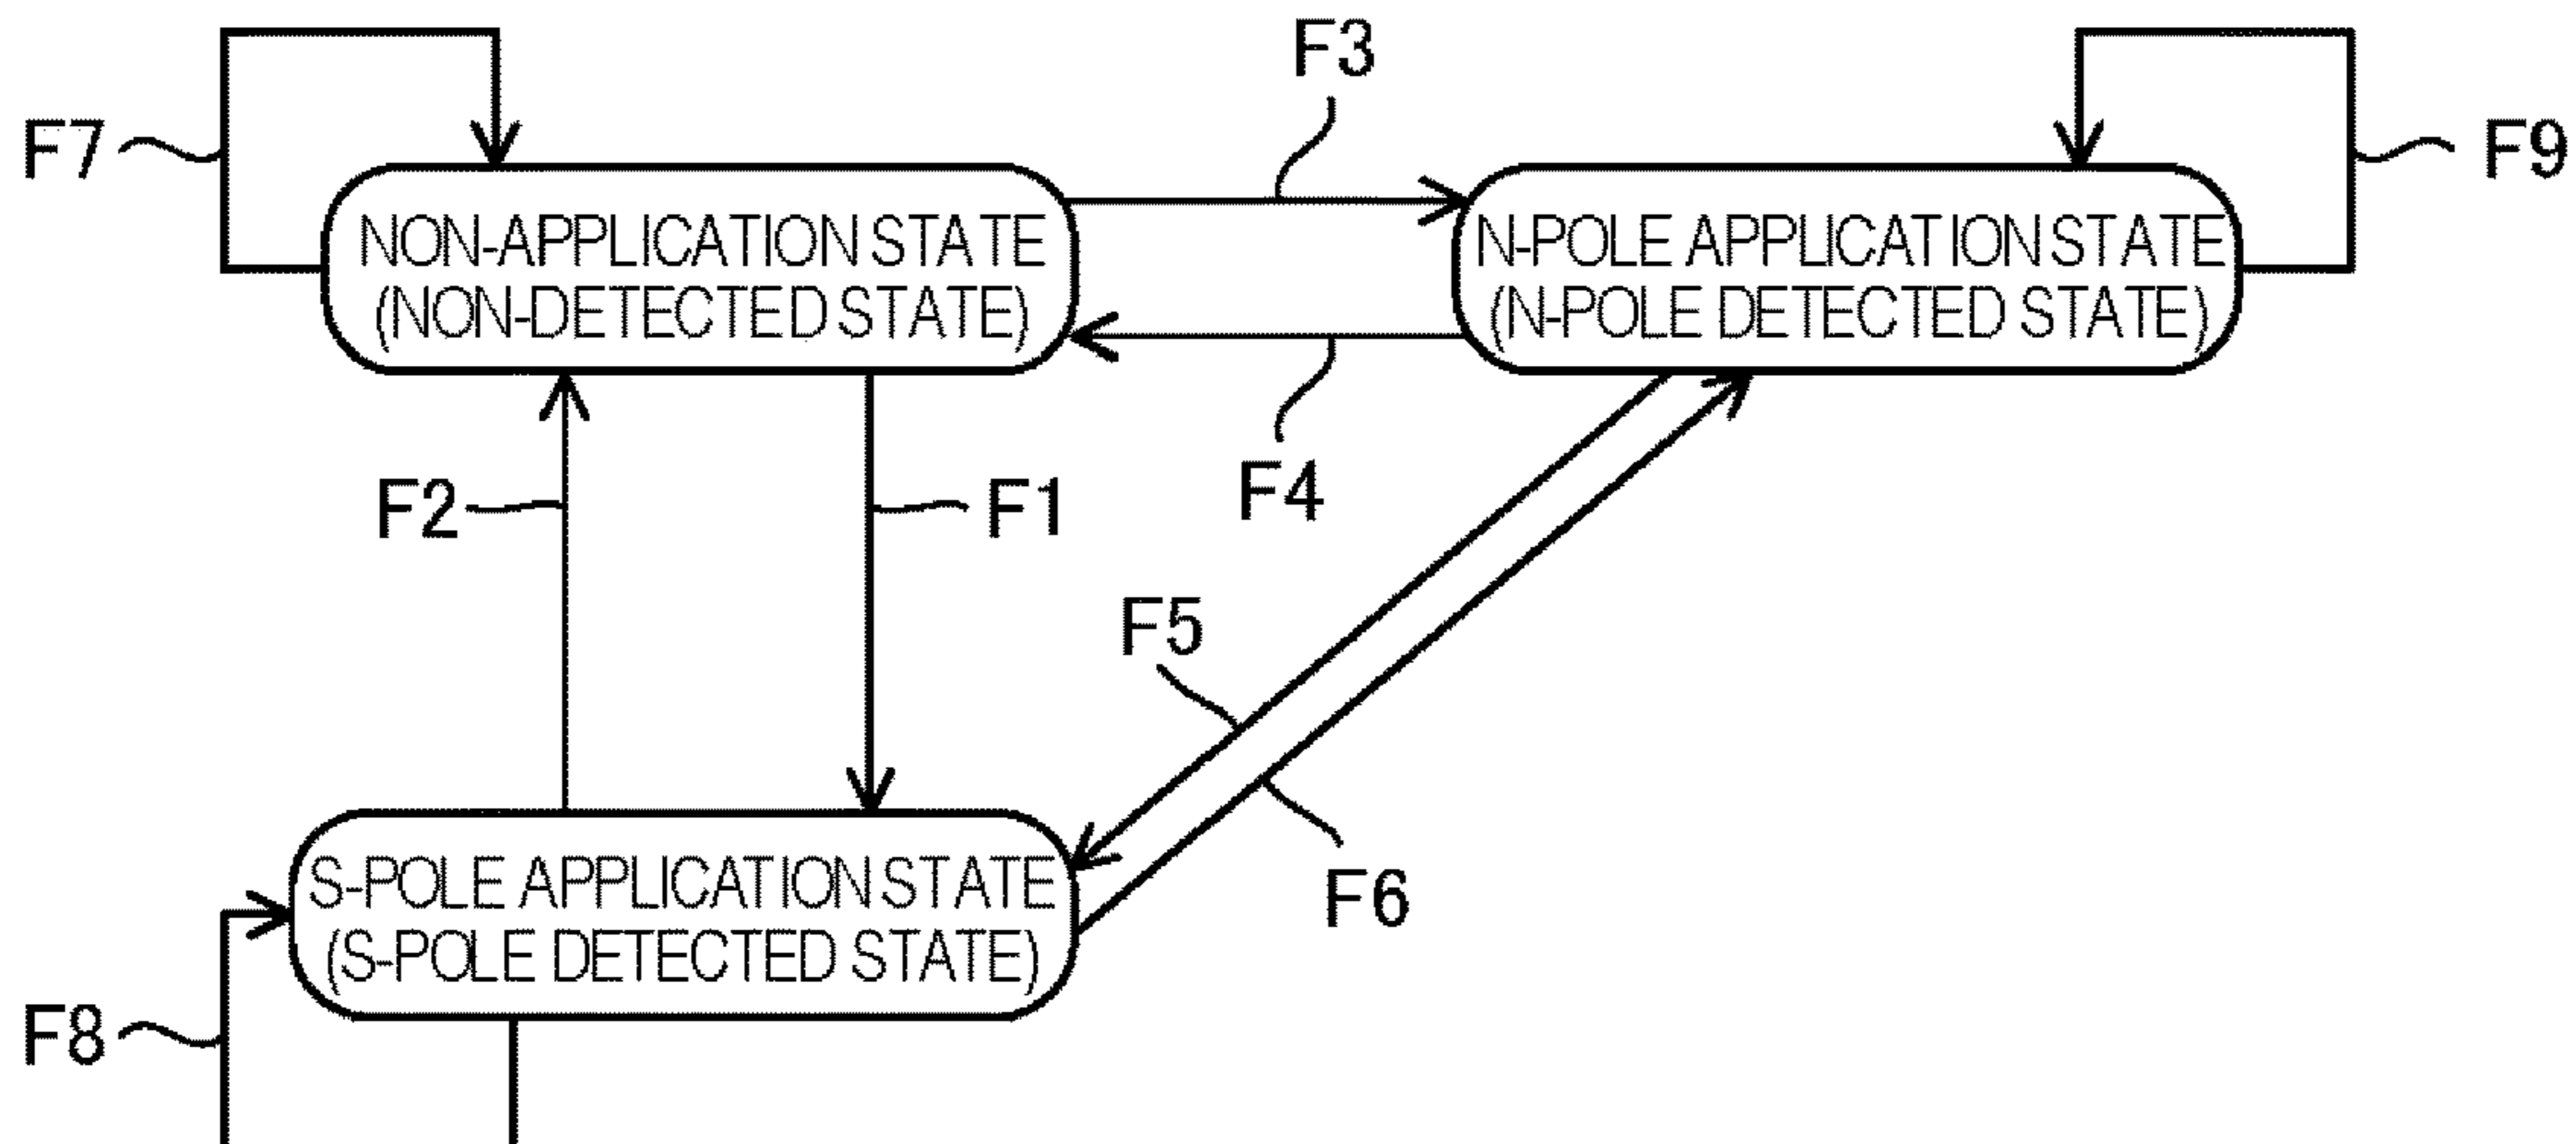 F3
F7
F9
NON-APPLICATION STATE
(NON-DETECTED STATE)
N-POLE APPLICATION STATE
(N-POLE DETECTED STATE)
F2
F1
F4
F5
F6
S-POLE APPLICATION STATE
(S-POLE DETECTED STATE)
F8